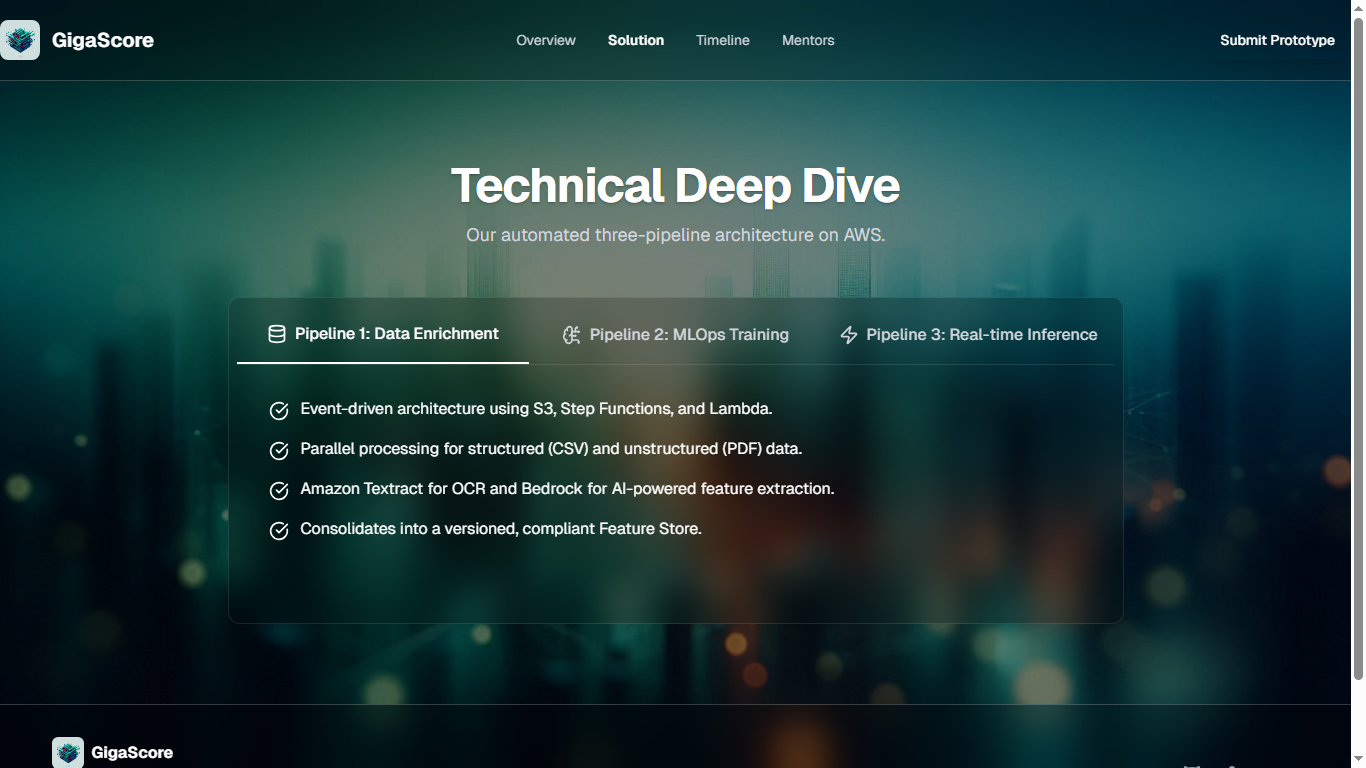 GigaScore
Overview
Solution
Timeline
Mentors
Submit Prototype
Technical Deep Dive
Our automated three-pipeline architecture on AWS.
Pipeline 1: Data Enrichment
Pipeline 2: MLOps Training
Pipeline 3: Real-time Inference
Event-driven architecture using S3, Step Functions, and Lambda.
Parallel processing for structured (CSV) and unstructured (PDF) data.
Amazon Textract for OCR and Bedrock for AI-powered feature extraction.
Consolidates into a versioned, compliant Feature Store.
GigaScore